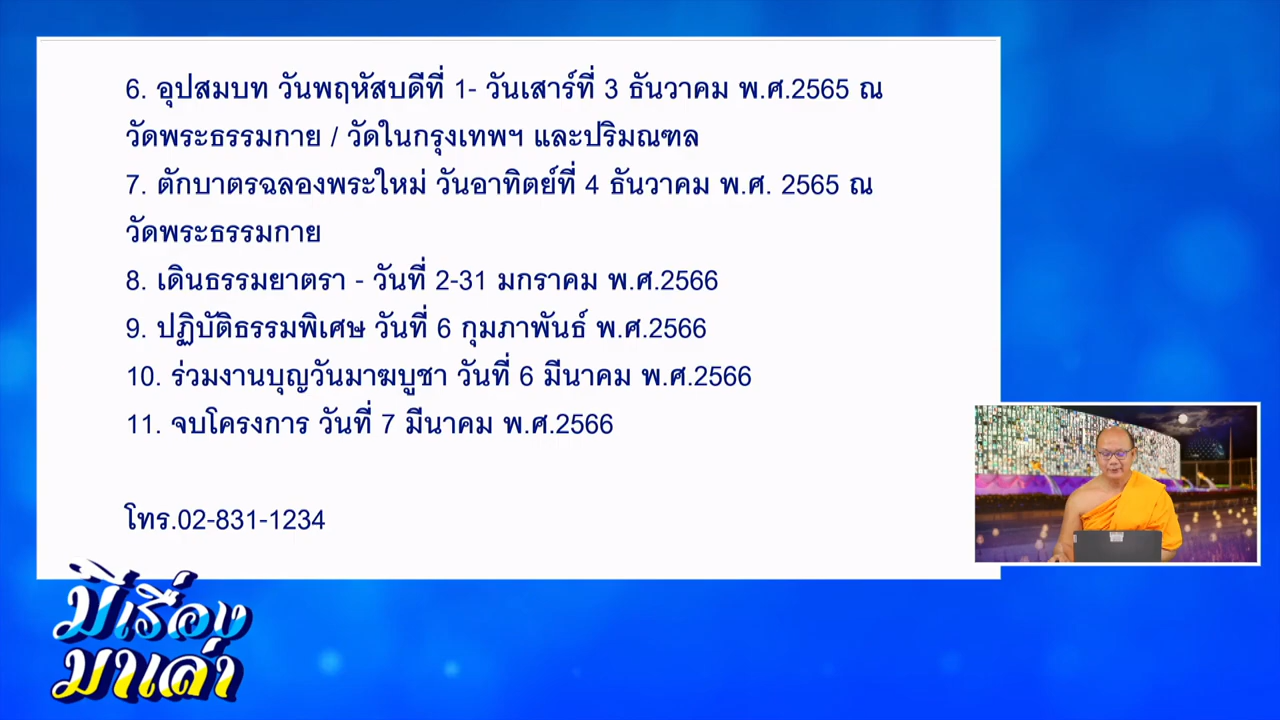 6. อุปสมบท วันพฤหัสบดีที่ 1- วันเสาร์ที่ 3 ธันวาคม พ.ศ.2565 ณ
วัดพระธรรมกาย / วัดในกรุงเทพฯ และปริมณฑล
7. ตักบาตรฉลองพระใหม่ วันอาทิตย์ที่ 4 ธันวาคม พ.ศ. 2565 ณ
วัดพระธรรมกาย
8. เดินธรรมยาตรา - วันที่ 2-31 มกราคม พ.ศ.2566
9. ปฏิบัติธรรมพิเศษ วันที่ 6 กุมภาพันธ์ พ.ศ.2566
10. ร่วมงานบุญวันมาฆบูชา วันที่ 6 มีนาคม พ.ศ.2566
11. จบโครงการ วันที่ 7 มีนาคม พ.ศ.2566
โทร.02-831-1234
มีเรื่อง
มาเล่า